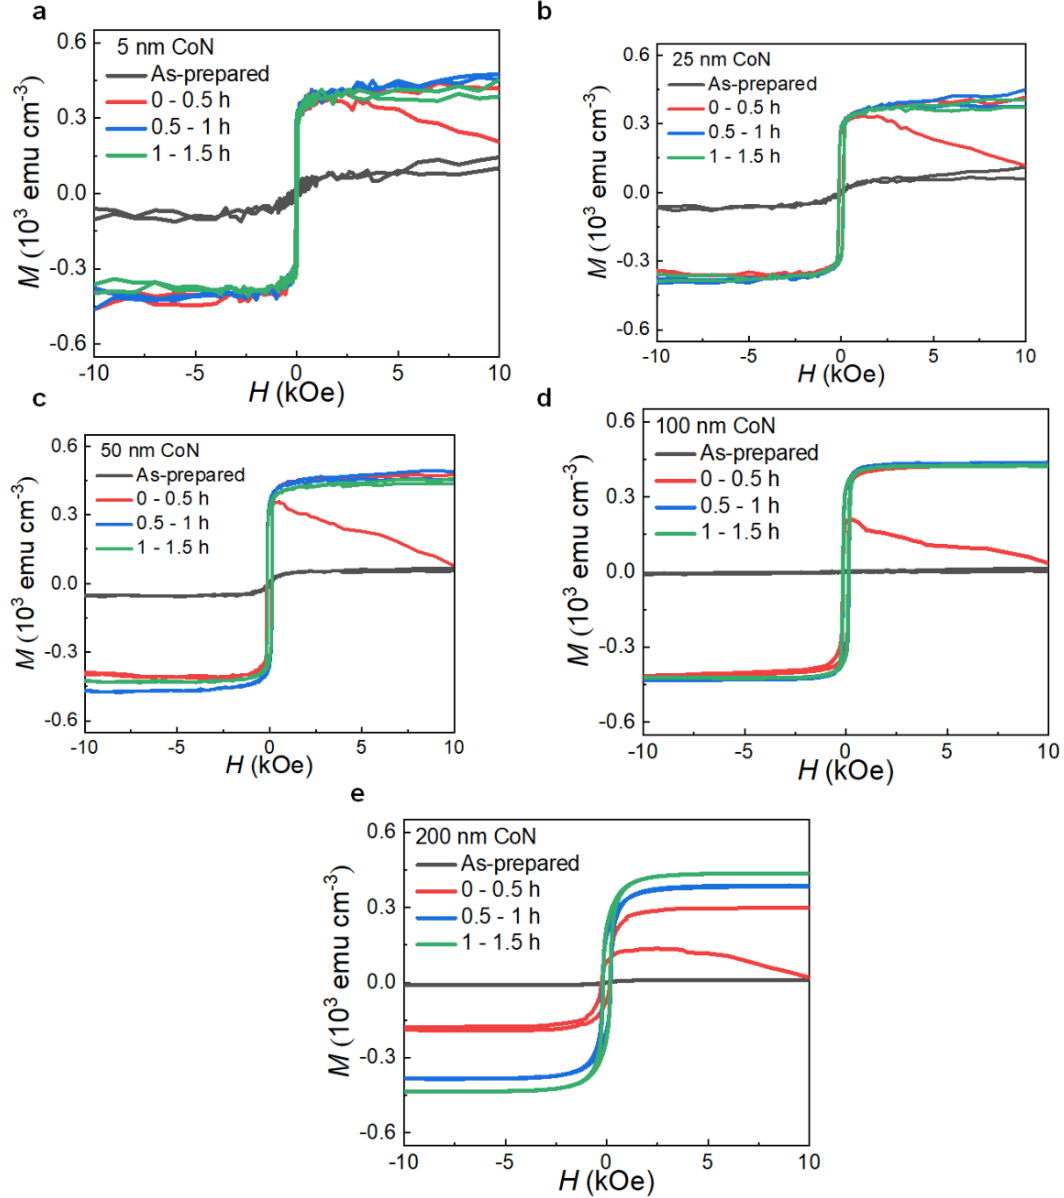 a
5 nm CoN
As-prepared
0 - 0.5 h
0.5 - 1 h
1 - 1.5 h
0.6
0.3
0.0
-0.3
-0.6
M (10³ emu cm⁻³)
-10
-5
0
5
10
H (kOe)
b
25 nm CoN
As-prepared
0 - 0.5 h
0.5 - 1 h
1 - 1.5 h
0.6
0.3
0.0
-0.3
-0.6
M (10³ emu cm⁻³)
-10
-5
0
5
10
H (kOe)
c
50 nm CoN
As-prepared
0 - 0.5 h
0.5 - 1 h
1 - 1.5 h
0.6
0.3
0.0
-0.3
-0.6
M (10³ emu cm⁻³)
-10
-5
0
5
10
H (kOe)
d
100 nm CoN
As-prepared
0 - 0.5 h
0.5 - 1 h
1 - 1.5 h
0.6
0.3
0.0
-0.3
-0.6
M (10³ emu cm⁻³)
-10
-5
0
5
10
H (kOe)
e
200 nm CoN
As-prepared
0 - 0.5 h
0.5 - 1 h
1 - 1.5 h
0.6
0.3
0.0
-0.3
-0.6
M (10³ emu cm⁻³)
-10
-5
0
5
10
H (kOe)